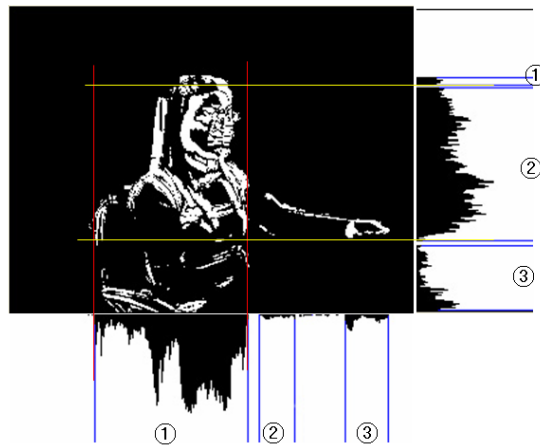 ①
②
③
① ② ③